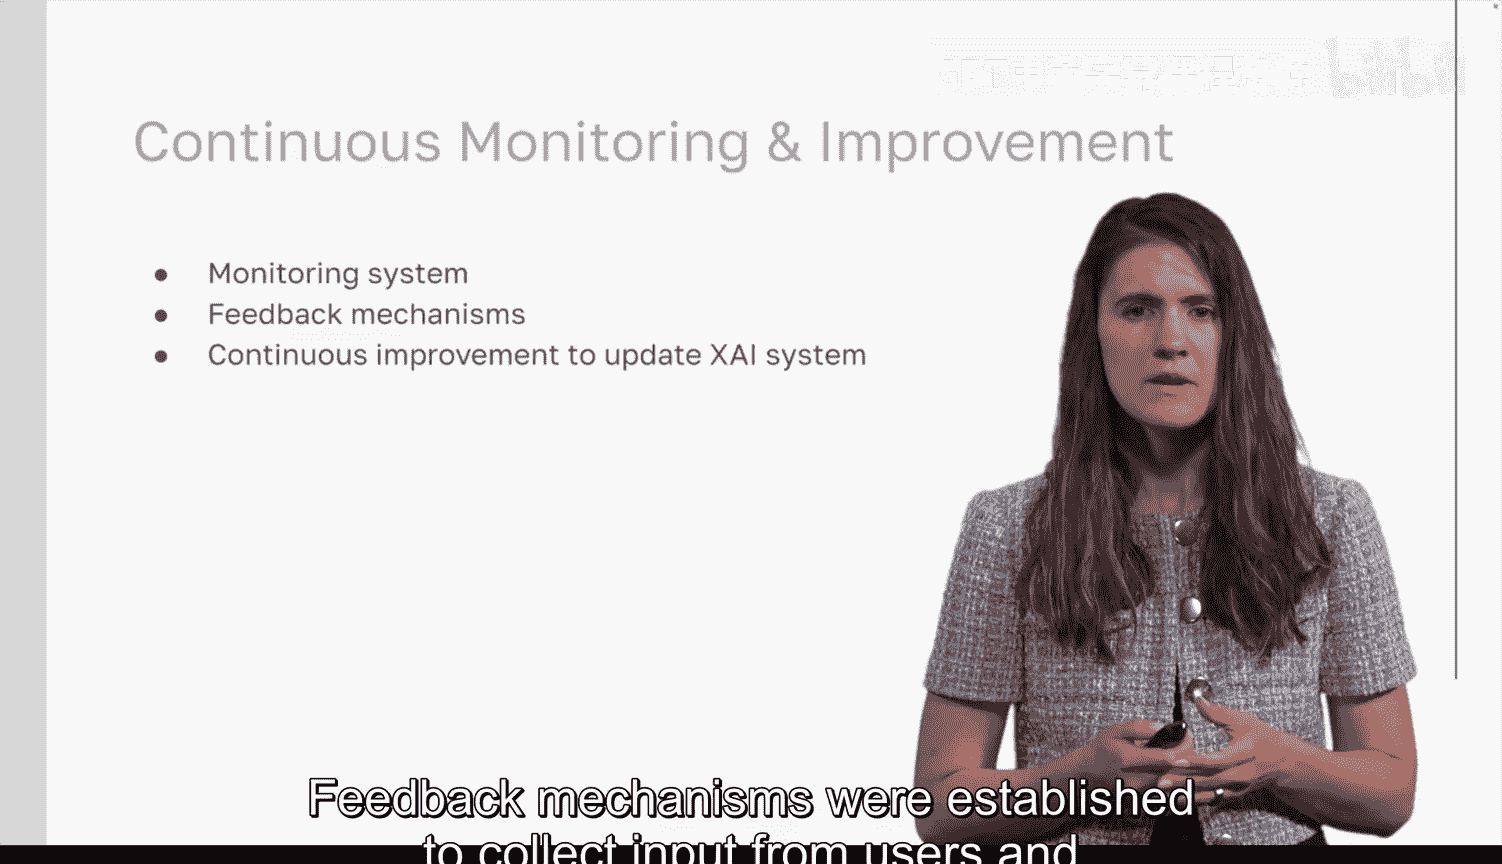 Continuous Monitoring & Improvement
● Monitoring system
● Feedback mechanisms
● Continuous improvement to update XAI system
Feedback mechanisms were established
to collect input from users and